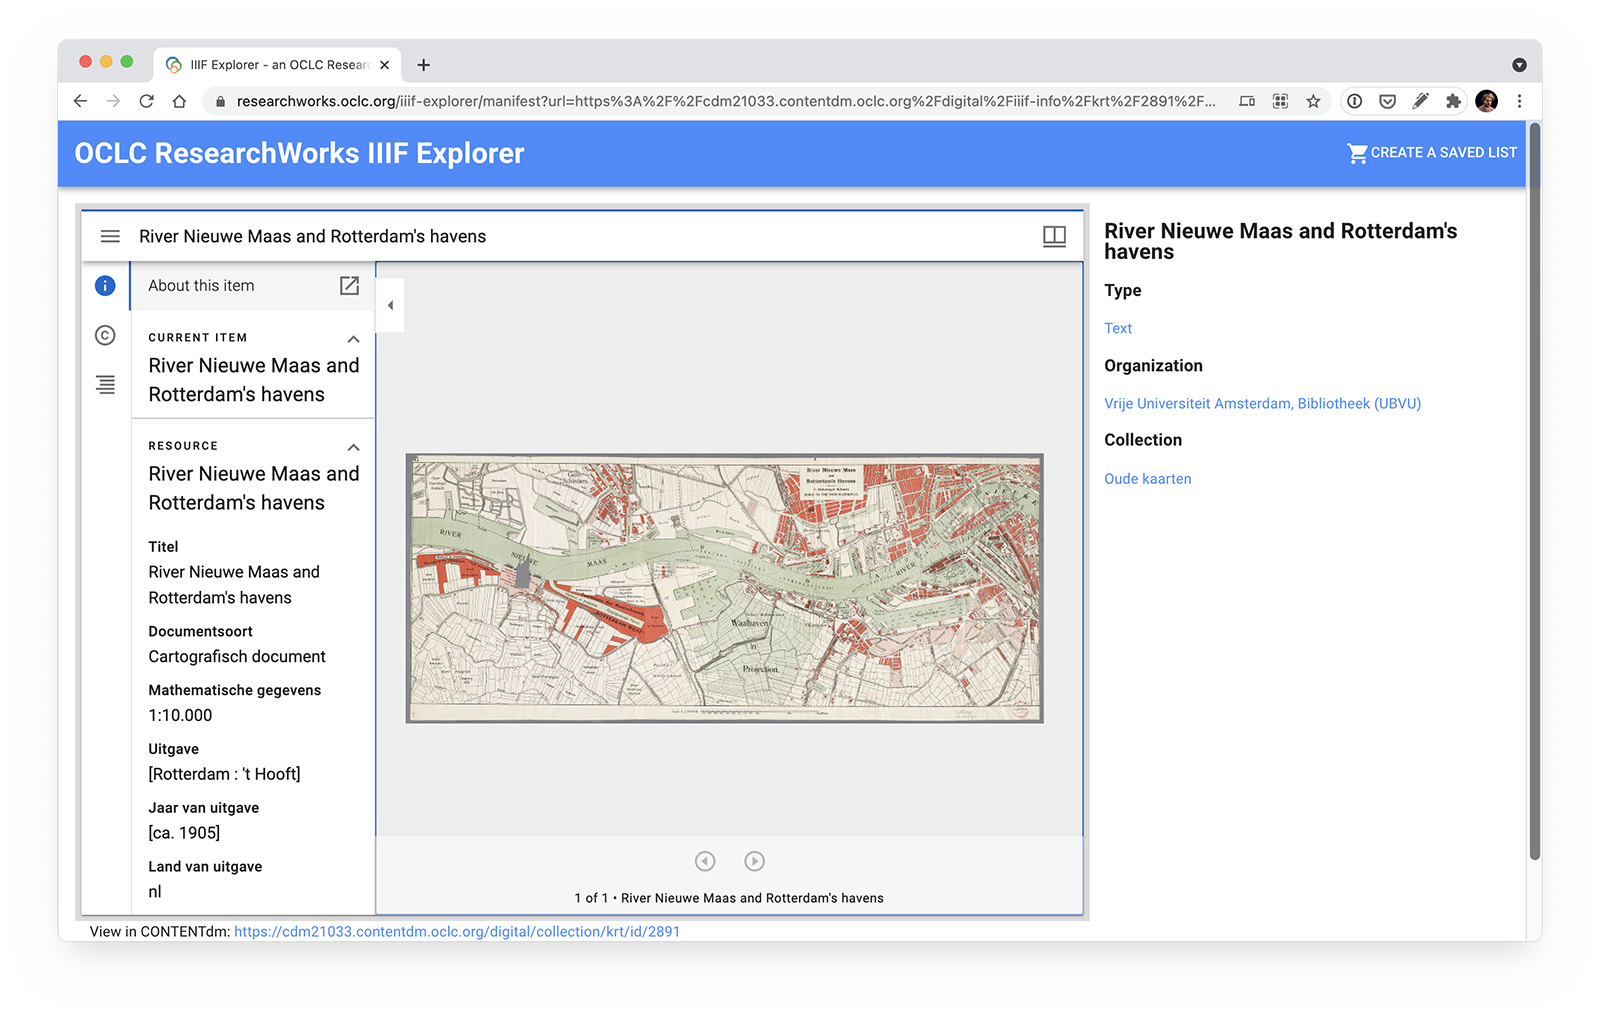 IIIF Explorer - an OCLC Resear
researchworks.oclc.org/iiif-explorer/manifest?url=https%3A%2F%2Fcdm21033.contentdm.oclc.org%2Fdigital%2Fiiif-info%2Fkrt%2F2891%2F...
OCLC ResearchWorks IIIF Explorer
CREATE A SAVED LIST
River Nieuwe Maas and Rotterdam's havens
About this item
CURRENT ITEM
River Nieuwe Maas and
Rotterdam's havens
RESOURCE
River Nieuwe Maas and
Rotterdam's havens
Titel
River Nieuwe Maas and
Rotterdam's havens
Documentsoort
Cartografisch document
Mathematische gegevens
1:10.000
Uitgave
[Rotterdam : 't Hooft]
Jaar van uitgave
[ca. 1905]
Land van uitgave
nl
River Nieuwe Maas
and
Rotterdam's Havens.
RIVER
NIEUWE
MAAS
RIVER
Schiedam.
ROTTERDAM WEST
Waalhaven
in
Projection.
1 of 1 • River Nieuwe Maas and Rotterdam's havens
View in CONTENTdm: https://cdm21033.contentdm.oclc.org/digital/collection/krt/id/2891
River Nieuwe Maas and Rotterdam's
havens
Type
Text
Organization
Vrije Universiteit Amsterdam, Bibliotheek (UBVU)
Collection
Oude kaarten